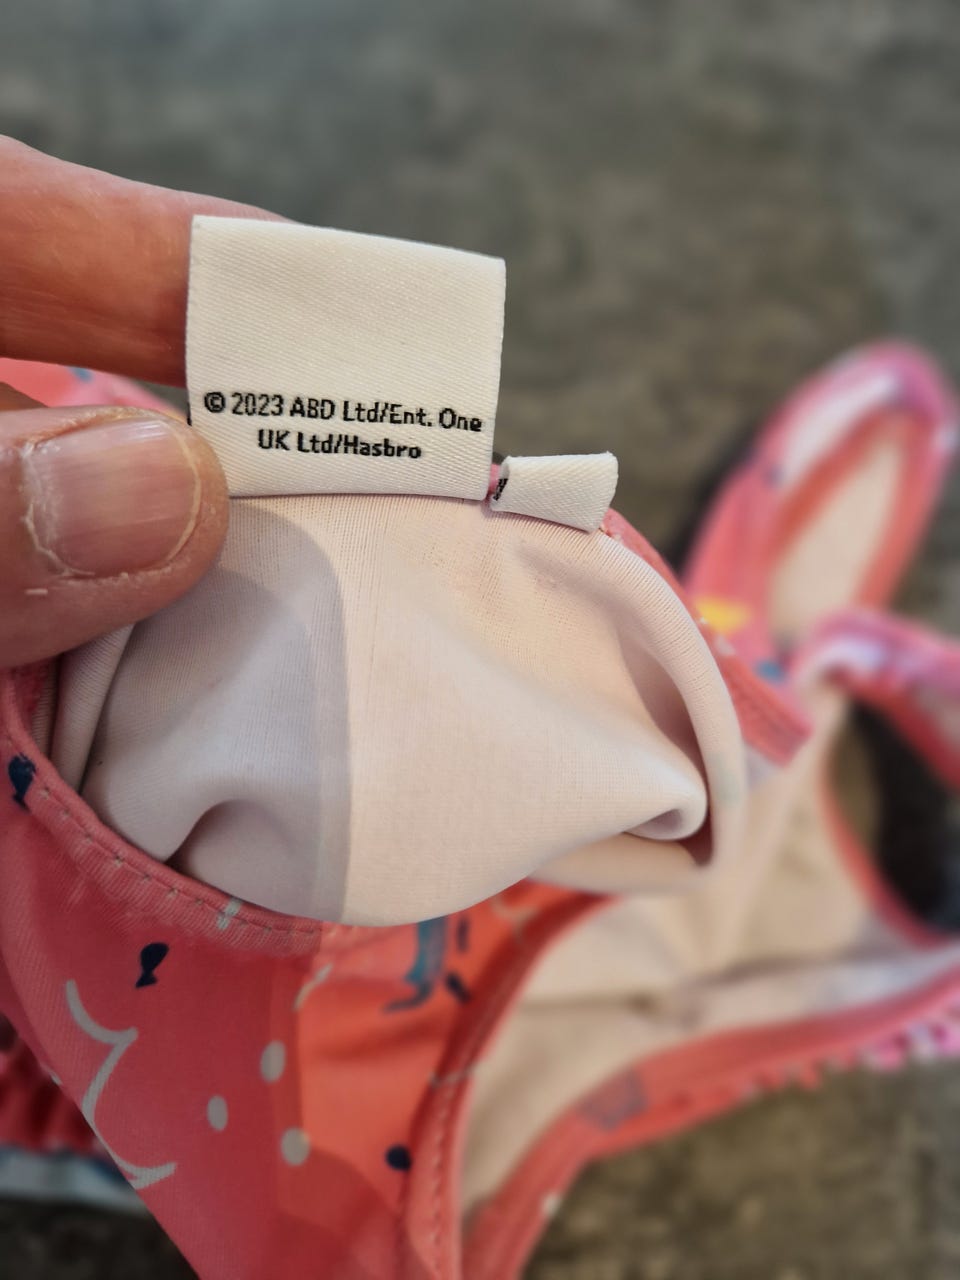 © 2023 ABD Ltd/Ent. One
UK Ltd/Hasbro